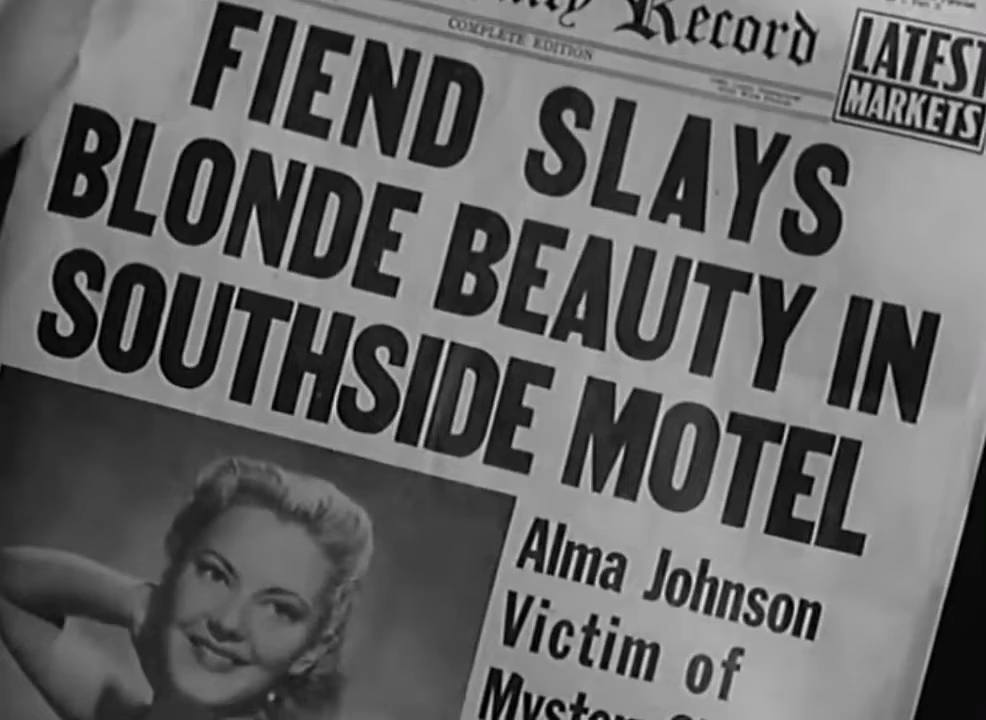 Record
COMPLETE EDITION
LATEST
MARKETS
FIEND SLAYS
BLONDE BEAUTY IN
SOUTHSIDE MOTEL
Alma Johnson
Victim of